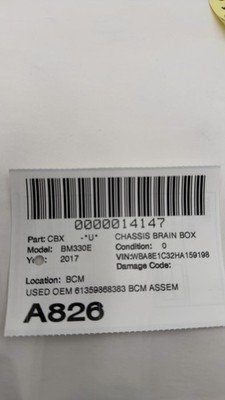 0000014147
Part: CBX -"U" CHASSIS BRAIN BOX
Model: BM330E Condition: 0
Year: 2017 VIN:WBA8E1C32HA159198
Damage Code:
Location: BCM
USED OEM 61359868383 BCM ASSEM
A826